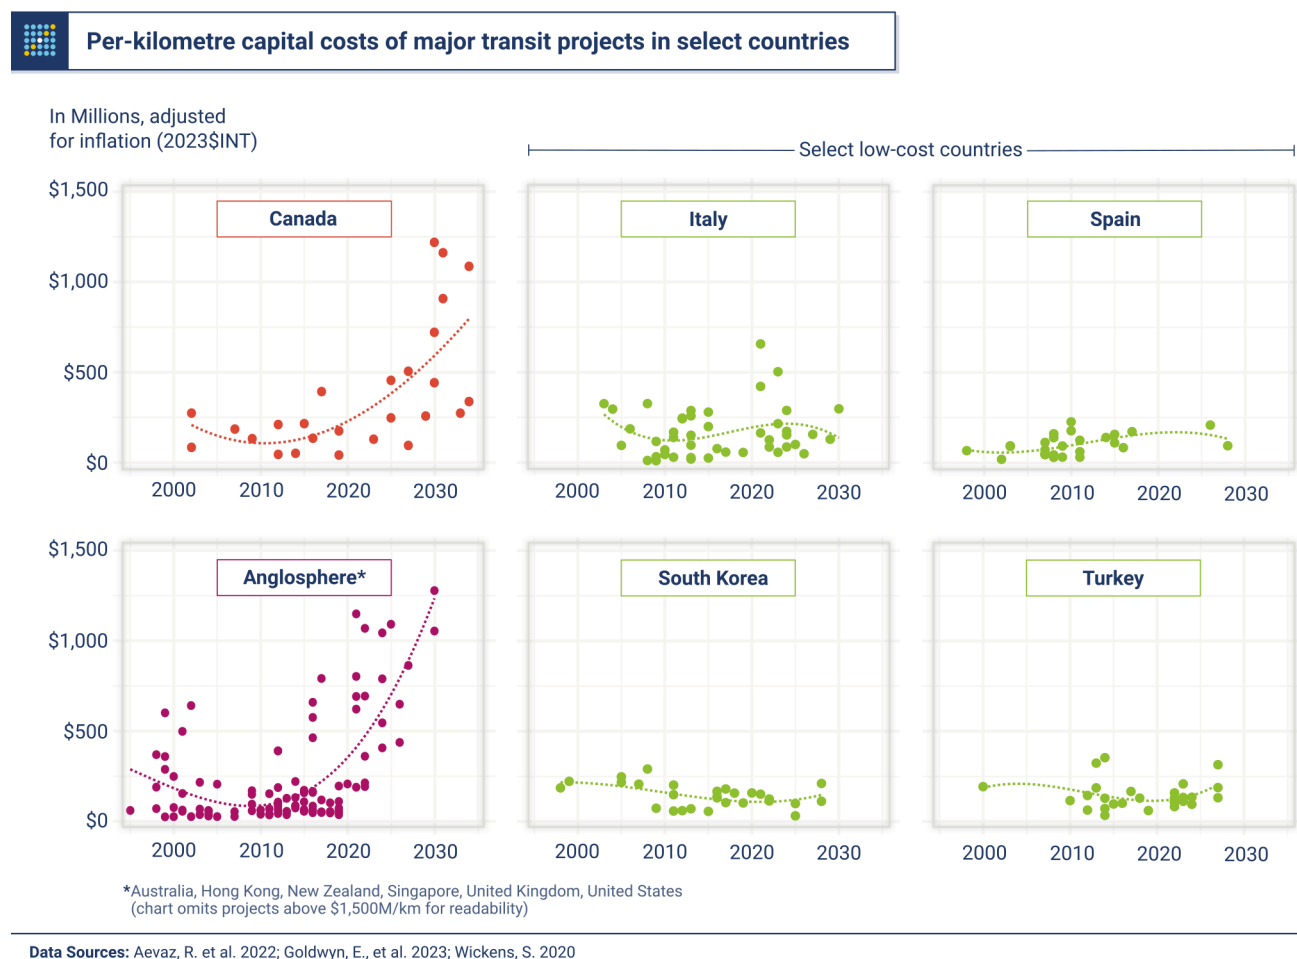 Per-kilometre capital costs of major transit projects in select countries
In Millions, adjusted
for inflation (2023$INT)
Select low-cost countries
$1,500
$1,000
$500
$0
Canada
2000 2010 2020 2030
Italy
2000 2010 2020 2030
Spain
2000 2010 2020 2030
$1,500
$1,000
$500
$0
Anglosphere*
2000 2010 2020 2030
South Korea
2000 2010 2020 2030
Turkey
2000 2010 2020 2030
*Australia, Hong Kong, New Zealand, Singapore, United Kingdom, United States
(chart omits projects above $1,500M/km for readability)
Data Sources: Aevaz, R. et al. 2022; Goldwyn, E., et al. 2023; Wickens, S. 2020